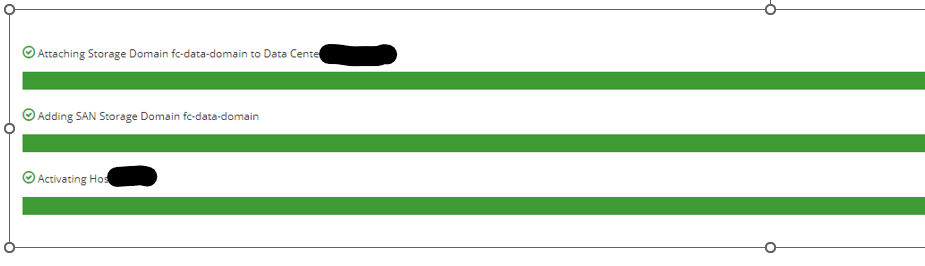 Attaching Storage Domain fc-data-domain to Data Cente
Adding SAN Storage Domain fc-data-domain
Activating Hos